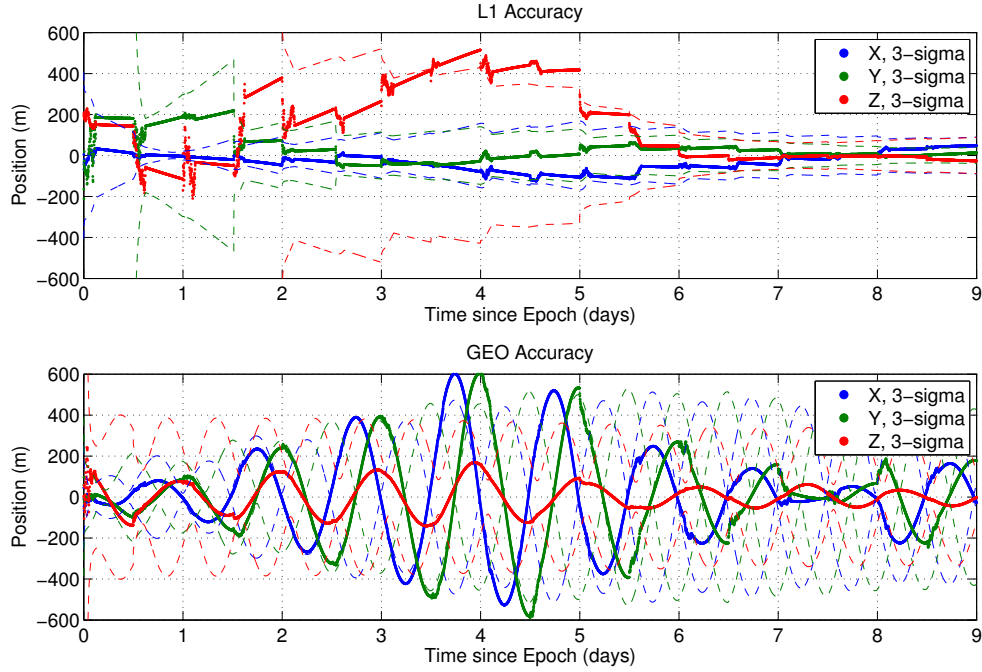 L1 Accuracy
600
400
200
0
−200
−400
−600
Position (m)
X, 3−sigma
Y, 3−sigma
Z, 3−sigma
0 1 2 3 4 5 6 7 8 9
Time since Epoch (days)
GEO Accuracy
600
400
200
0
−200
−400
−600
Position (m)
X, 3−sigma
Y, 3−sigma
Z, 3−sigma
0 1 2 3 4 5 6 7 8 9
Time since Epoch (days)